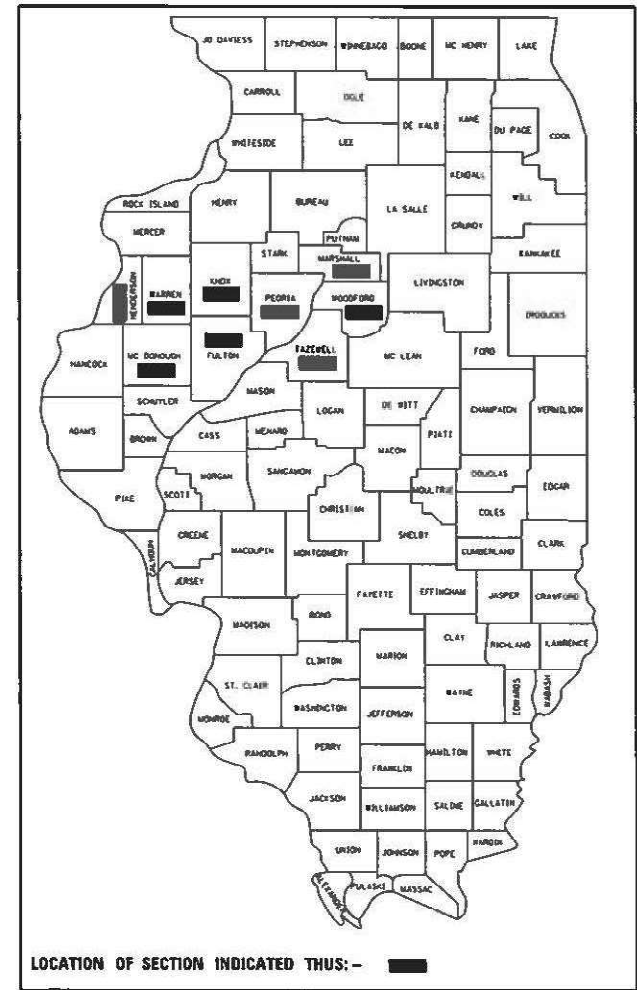 JO DAVIESS
STEPHENSON
WINNEBAGO
BOONE
MC HENRY
LAKE
CARROLL
OGLE
DE KALB
KANE
DU PAGE
COOK
WHITESIDE
LEE
KENDALL
WILL
ROCK ISLAND
HENRY
BUREAU
LA SALLE
GRUNDY
MERCER
STARK
PUTNAM
MARSHALL
KANKAKEE
HENDERSON
WARREN
KNOX
PEORIA
WOODFORD
LIVINGSTON
IROQUOIS
HANCOCK
MC DONOUGH
FULTON
TAZEWELL
MC LEAN
FORD
SCHUYLER
MASON
LOGAN
DE WITT
CHAMPAIGN
VERMILION
ADAMS
BROWN
CASS
MENARD
MACON
PIATT
PIKE
SCOTT
MORGAN
SANGAMON
CHRISTIAN
MOULTRIE
DOUGLAS
EDGAR
COLES
CALHOUN
GREENE
MACOUPIN
MONTGOMERY
SHELBY
CUMBERLAND
CLARK
JERSEY
FAYETTE
EFFINGHAM
JASPER
CRAWFORD
MADISON
BOND
CLAY
RICHLAND
LAWRENCE
CLINTON
MARION
ST. CLAIR
WAYNE
EDWARDS
WABASH
MONROE
WASHINGTON
JEFFERSON
RANDOLPH
PERRY
HAMILTON
WHITE
FRANKLIN
JACKSON
WILLIAMSON
SALINE
GALLATIN
UNION
JOHNSON
POPE
HARDIN
ALEXANDER
PULASKI
MASSAC
LOCATION OF SECTION INDICATED THUS: -